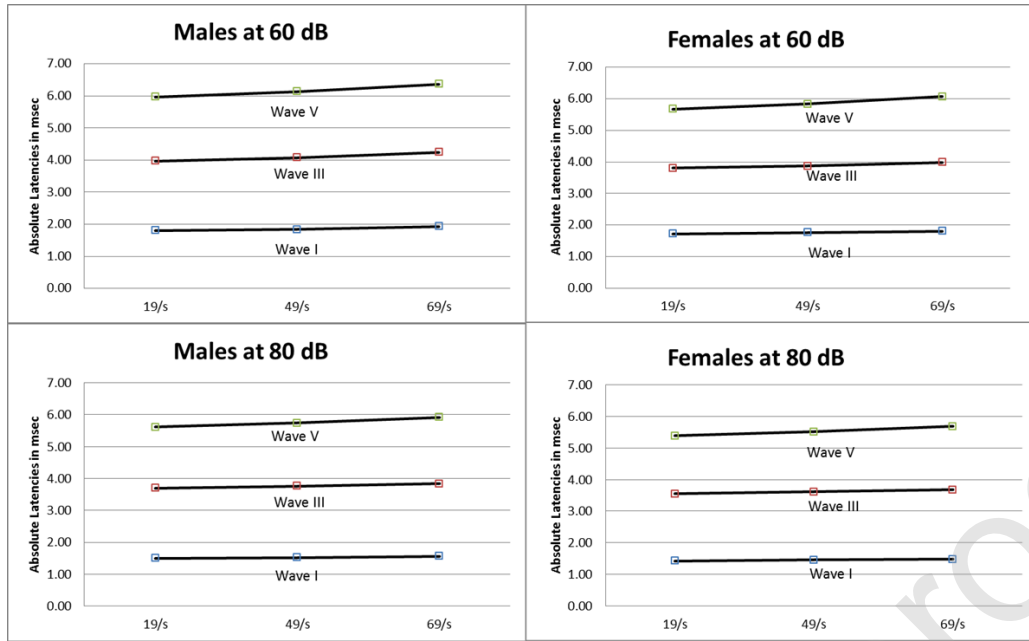 Males at 60 dB
Absolute Latencies in msec
7.00
6.00
5.00
4.00
3.00
2.00
1.00
0.00
Wave V
Wave III
Wave I
19/s 49/s 69/s
Females at 60 dB
Absolute Latencies in msec
7.00
6.00
5.00
4.00
3.00
2.00
1.00
0.00
Wave V
Wave III
Wave I
19/s 49/s 69/s
Males at 80 dB
Absolute Latencies in msec
7.00
6.00
5.00
4.00
3.00
2.00
1.00
0.00
Wave V
Wave III
Wave I
19/s 49/s 69/s
Females at 80 dB
Absolute Latencies in msec
7.00
6.00
5.00
4.00
3.00
2.00
1.00
0.00
Wave V
Wave III
Wave I
19/s 49/s 69/s